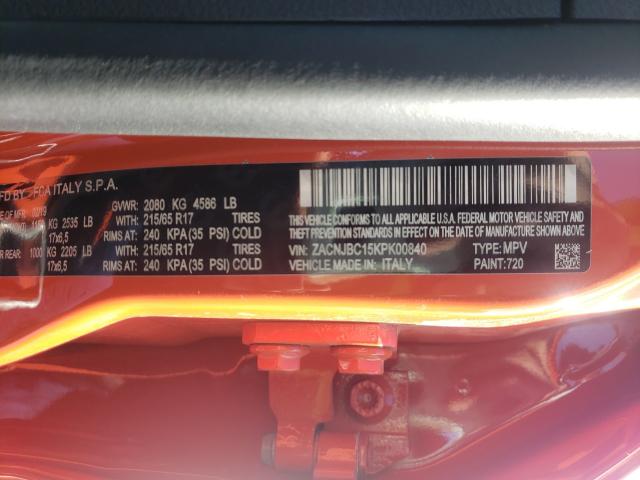 MFD BY FCA ITALY S.P.A.
GVWR: 2080 KG 4586 LB
KG 2535 LB WITH: 215/65 R17 TIRES
17x6,5 RIMS AT: 240 KPA (35 PSI) COLD
REAR: 1000 KG 2205 LB WITH: 215/65 R17 TIRES
17x6,5 RIMS AT: 240 KPA (35 PSI) COLD
THIS VEHICLE CONFORMS TO ALL APPLICABLE U.S.A.
FEDERAL MOTOR VEHICLE SAFETY, BUMPER
AND THEFT PREVENTION STANDARDS IN EFFECT ON
THE DATE OF MANUFACTURE SHOWN ABOVE.
VIN: ZACNJBC15KPK00840 TYPE: MPV
VEHICLE MADE IN: ITALY PAINT: 720